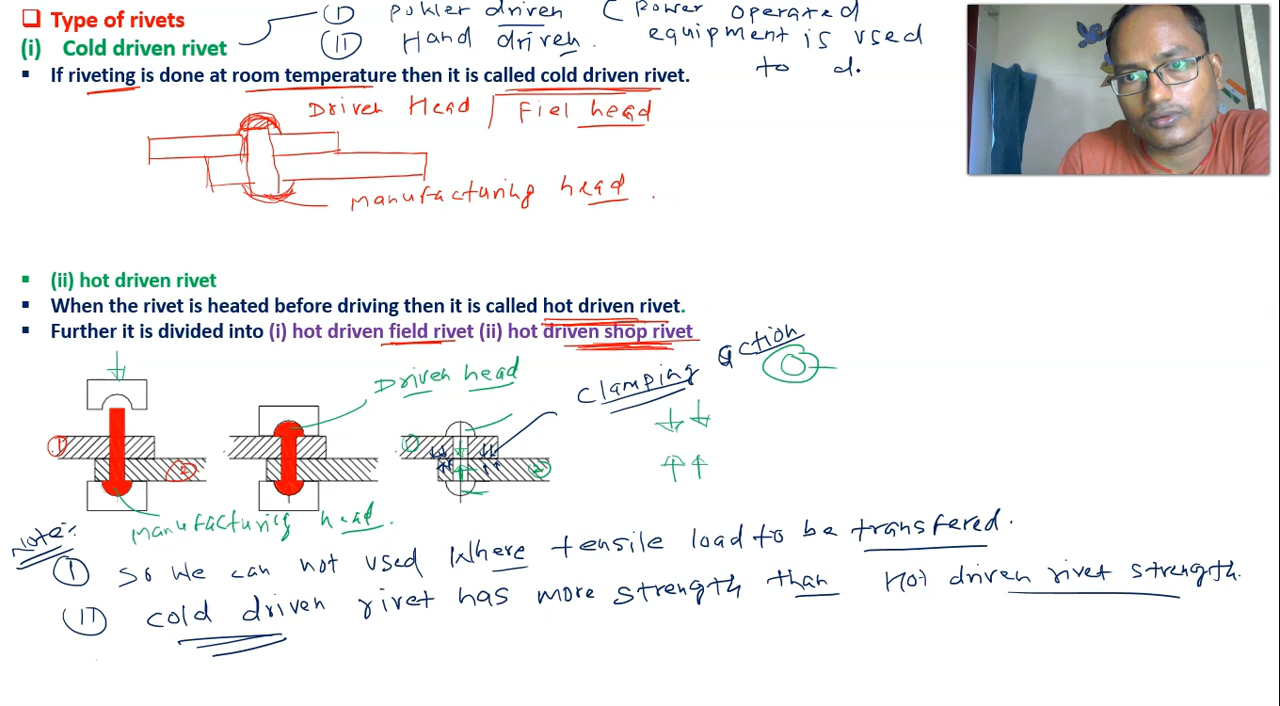 Type of rivets
(i) Cold driven rivet
(I) Power driven ( Power operated
(II) Hand driven. equipment is used
to d.
If riveting is done at room temperature then it is called cold driven rivet.
Driven Head / Fiel head
manufacturing head.
(ii) hot driven rivet
When the rivet is heated before driving then it is called hot driven rivet.
Further it is divided into (i) hot driven field rivet (ii) hot driven shop rivet
Driven head
Clamping action
1
2
1
2
manufacturing head.
Note:-
(I) So we can not used where tensile load to be transfered.
(II) cold driven rivet has more strength than hot driven rivet strength.